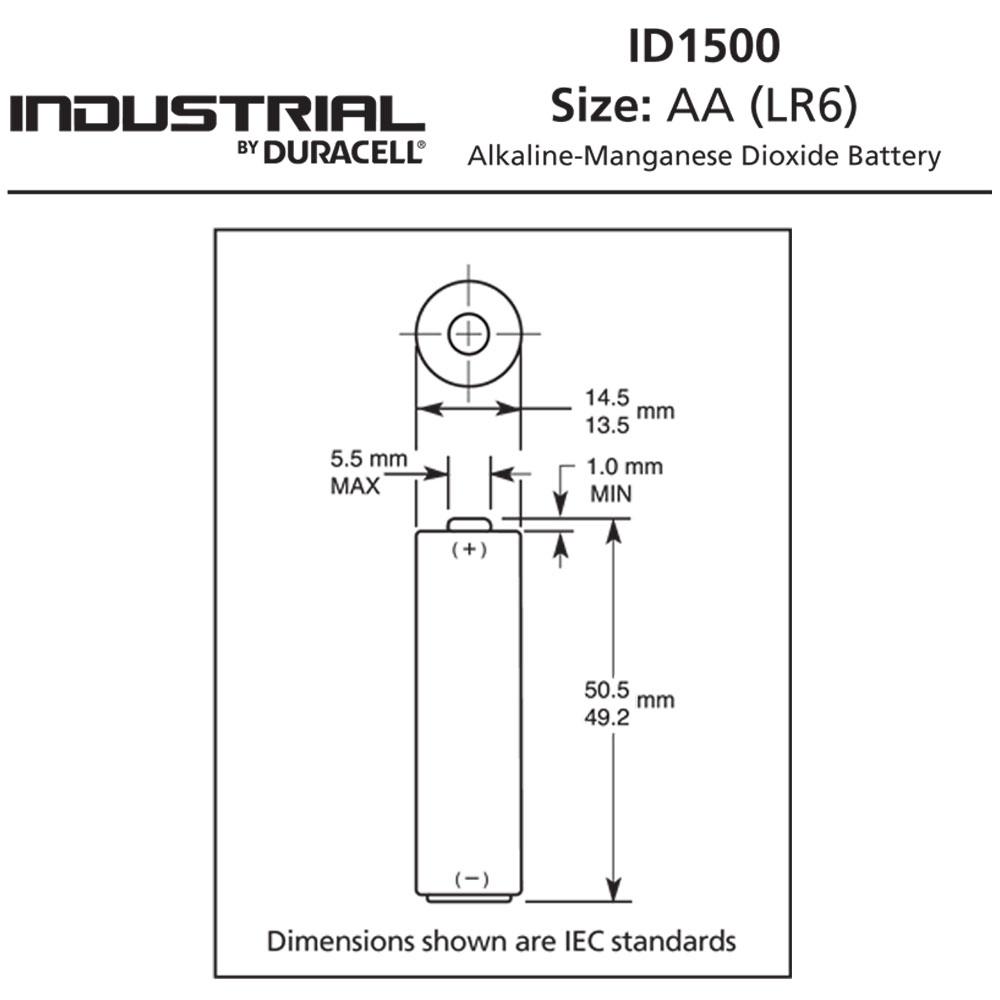 ID1500
INDUSTRIAL
BY DURACELL®
Size: AA (LR6)
Alkaline-Manganese Dioxide Battery
14.5
13.5 mm
5.5 mm
MAX
1.0 mm
MIN
(+)
50.5
49.2 mm
(−)
Dimensions shown are IEC standards